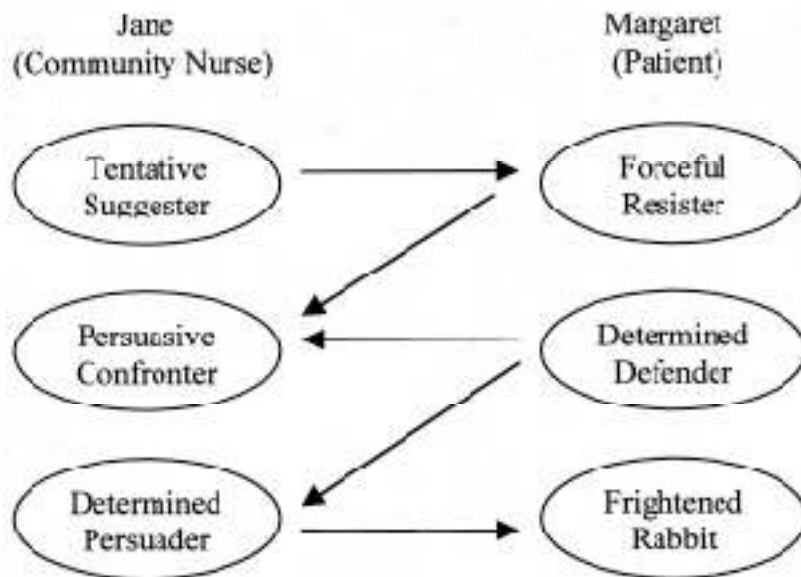 Jane
(Community Nurse)
Margaret
(Patient)
Tentative
Suggester
Forceful
Resister
Persuasive
Confronter
Determined
Defender
Determined
Persuader
Frightened
Rabbit